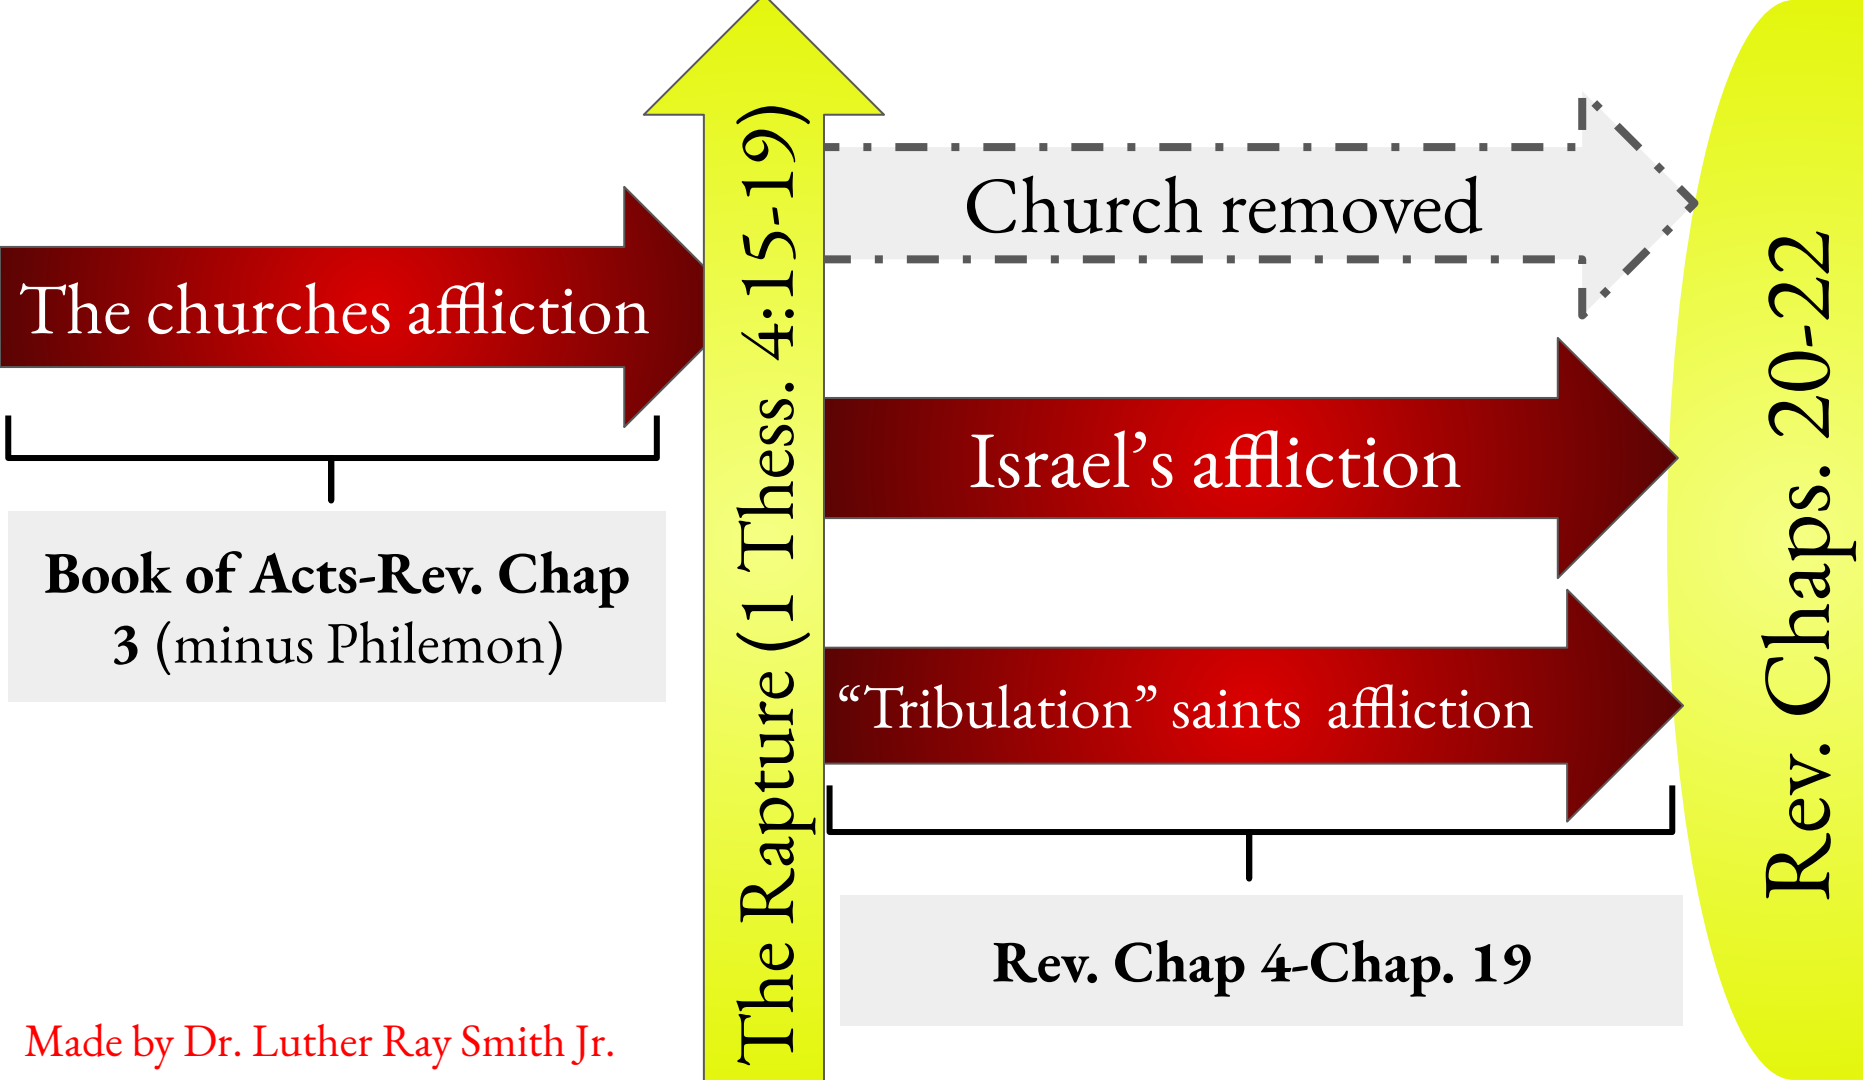 The churches affliction
Book of Acts-Rev. Chap
3 (minus Philemon)
The Rapture (1 Thess. 4:15-19)
Church removed
Israel’s affliction
“Tribulation” saints  affliction
Rev. Chap 4-Chap. 19
Rev. Chaps. 20-22
Made by Dr. Luther Ray Smith Jr.